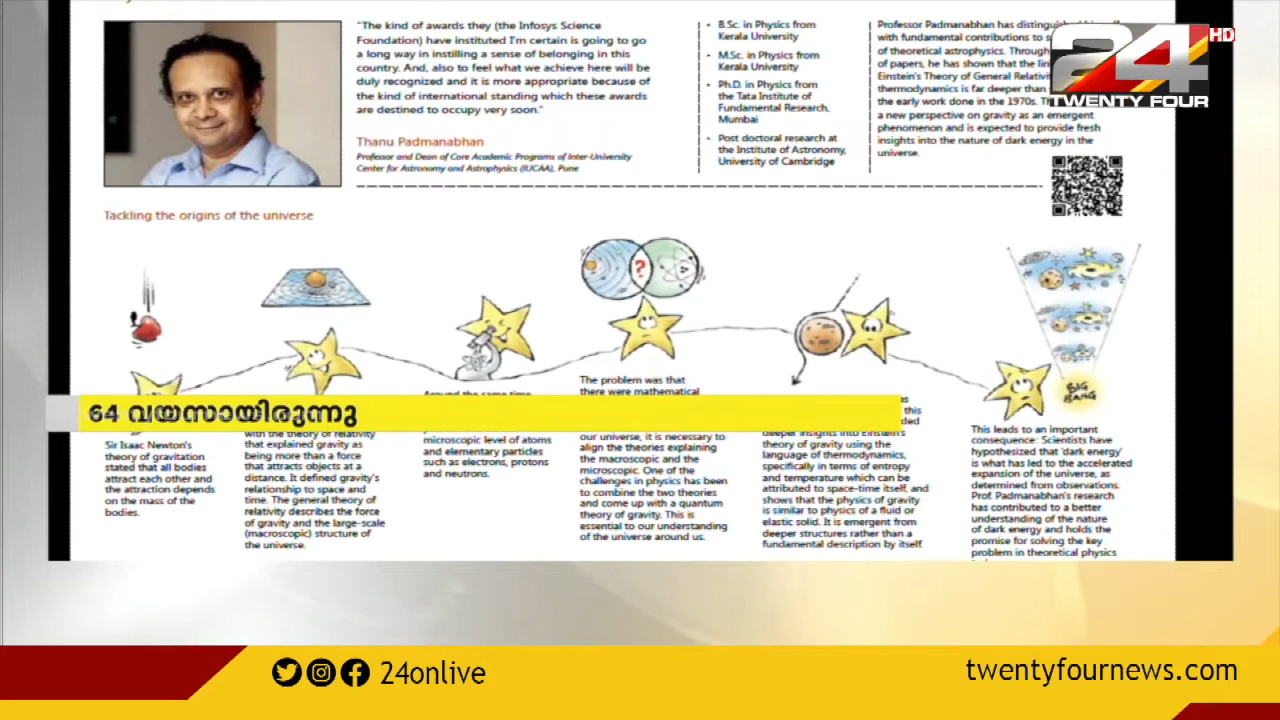 "The kind of awards they (the Infosys Science
Foundation) have instituted I'm certain is going to go
a long way in instilling a sense of belonging in this
country. And, also to feel what we achieve here will be
duly recognized and it is more appropriate because of
the kind of international standing which these awards
are destined to occupy very soon."
Thanu Padmanabhan
Professor and Dean of Core Academic Programs of Inter-University
Center for Astronomy and Astrophysics (IUCAA), Pune
• B.Sc. in Physics from
Kerala University
• M.Sc. in Physics from
Kerala University
• Ph.D. in Physics from
the Tata Institute of
Fundamental Research,
Mumbai
• Post doctoral research at
the Institute of Astronomy,
University of Cambridge
Professor Padmanabhan has
with fundamental contributions to
of theoretical astrophysics. Through
of papers, he has shown that the
Einstein's Theory of General
thermodynamics is far deeper than
the early work done in the 1970s.
a new perspective on gravity as an emergent
phenomenon and is expected to provide fresh
insights into the nature of dark energy in the
universe.
24 HD
TWENTY FOUR
Tackling the origins of the universe
?
BIG
BANG
64 വയസായിരുന്നു
Sir Isaac Newton's
theory of gravitation
stated that all bodies
attract each other and
the attraction depends
on the mass of the
bodies.
with the theory of relativity
that explained gravity as
being more than a force
that attracts objects at a
distance. It defined gravity's
relationship to space and
time. The general theory of
relativity describes the force
of gravity and the large-scale
(macroscopic) structure of
the universe.
Around the same time
microscopic level of atoms
and elementary particles
such as electrons, protons
and neutrons.
The problem was that
there were mathematical
our universe, it is necessary to
align the theories explaining
the macroscopic and the
microscopic. One of the
challenges in physics has been
to combine the two theories
and come up with a quantum
theory of gravity. This is
essential to our understanding
of the universe around us.
this
deeper insights into Einstein's
theory of gravity using the
language of thermodynamics,
specifically in terms of entropy
and temperature which can be
attributed to space-time itself, and
shows that the physics of gravity
is similar to physics of a fluid or
elastic solid. It is emergent from
deeper structures rather than a
fundamental description by itself.
This leads to an important
consequence: Scientists have
hypothesized that 'dark energy'
is what has led to the accelerated
expansion of the universe, as
determined from observations.
Prof. Padmanabhan's research
has contributed to a better
understanding of the nature
of dark energy and holds the
promise for solving the key
problem in theoretical physics
24onlive
twentyfournews.com